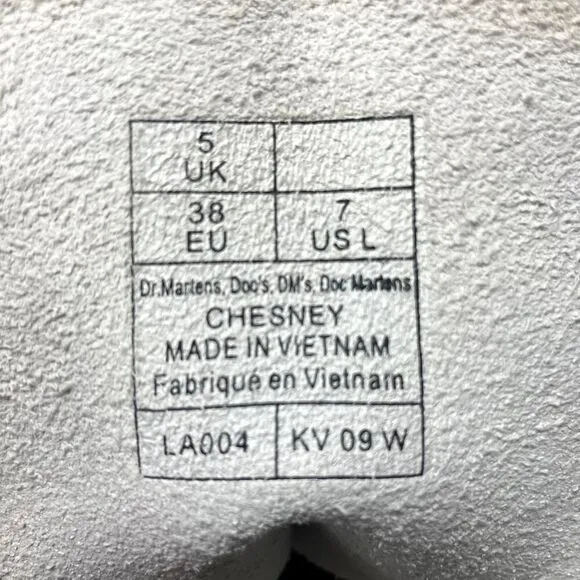 5
UK
38
EU
7
US L
Dr.Martens, Doc's, DM's, Doc Martens
CHESNEY
MADE IN VIETNAM
Fabriqué en Vietnam
LA004
KV 09 W